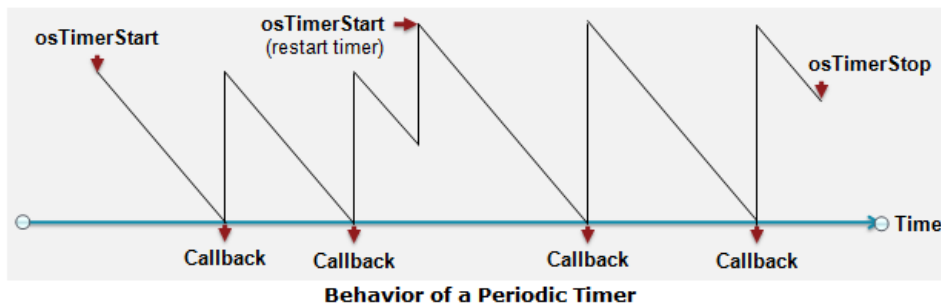 osTimerStart
osTimerStart
(restart timer)
osTimerStop
Time
Callback
Callback
Callback
Callback
Behavior of a Periodic Timer